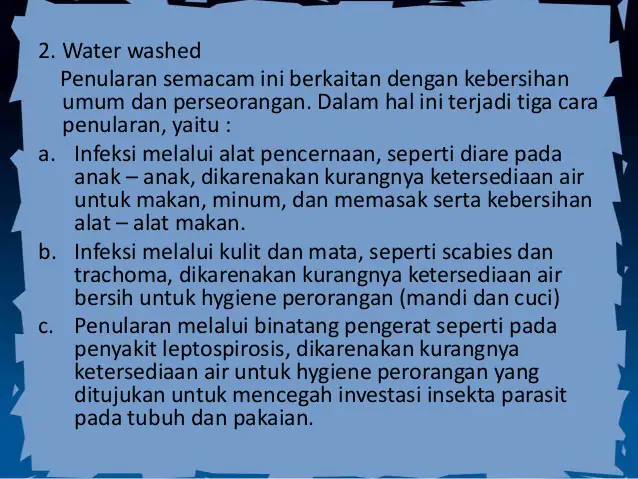 2. Water washed
Penularan semacam ini berkaitan dengan kebersihan
umum dan perseorangan. Dalam hal ini terjadi tiga cara
penularan, yaitu :
a. Infeksi melalui alat pencernaan, seperti diare pada
anak – anak, dikarenakan kurangnya ketersediaan air
untuk makan, minum, dan memasak serta kebersihan
alat – alat makan.
b. Infeksi melalui kulit dan mata, seperti scabies dan
trachoma, dikarenakan kurangnya ketersediaan air
bersih untuk hygiene perorangan (mandi dan cuci)
c. Penularan melalui binatang pengerat seperti pada
penyakit leptospirosis, dikarenakan kurangnya
ketersediaan air untuk hygiene perorangan yang
ditujukan untuk mencegah investasi insekta parasit
pada tubuh dan pakaian.